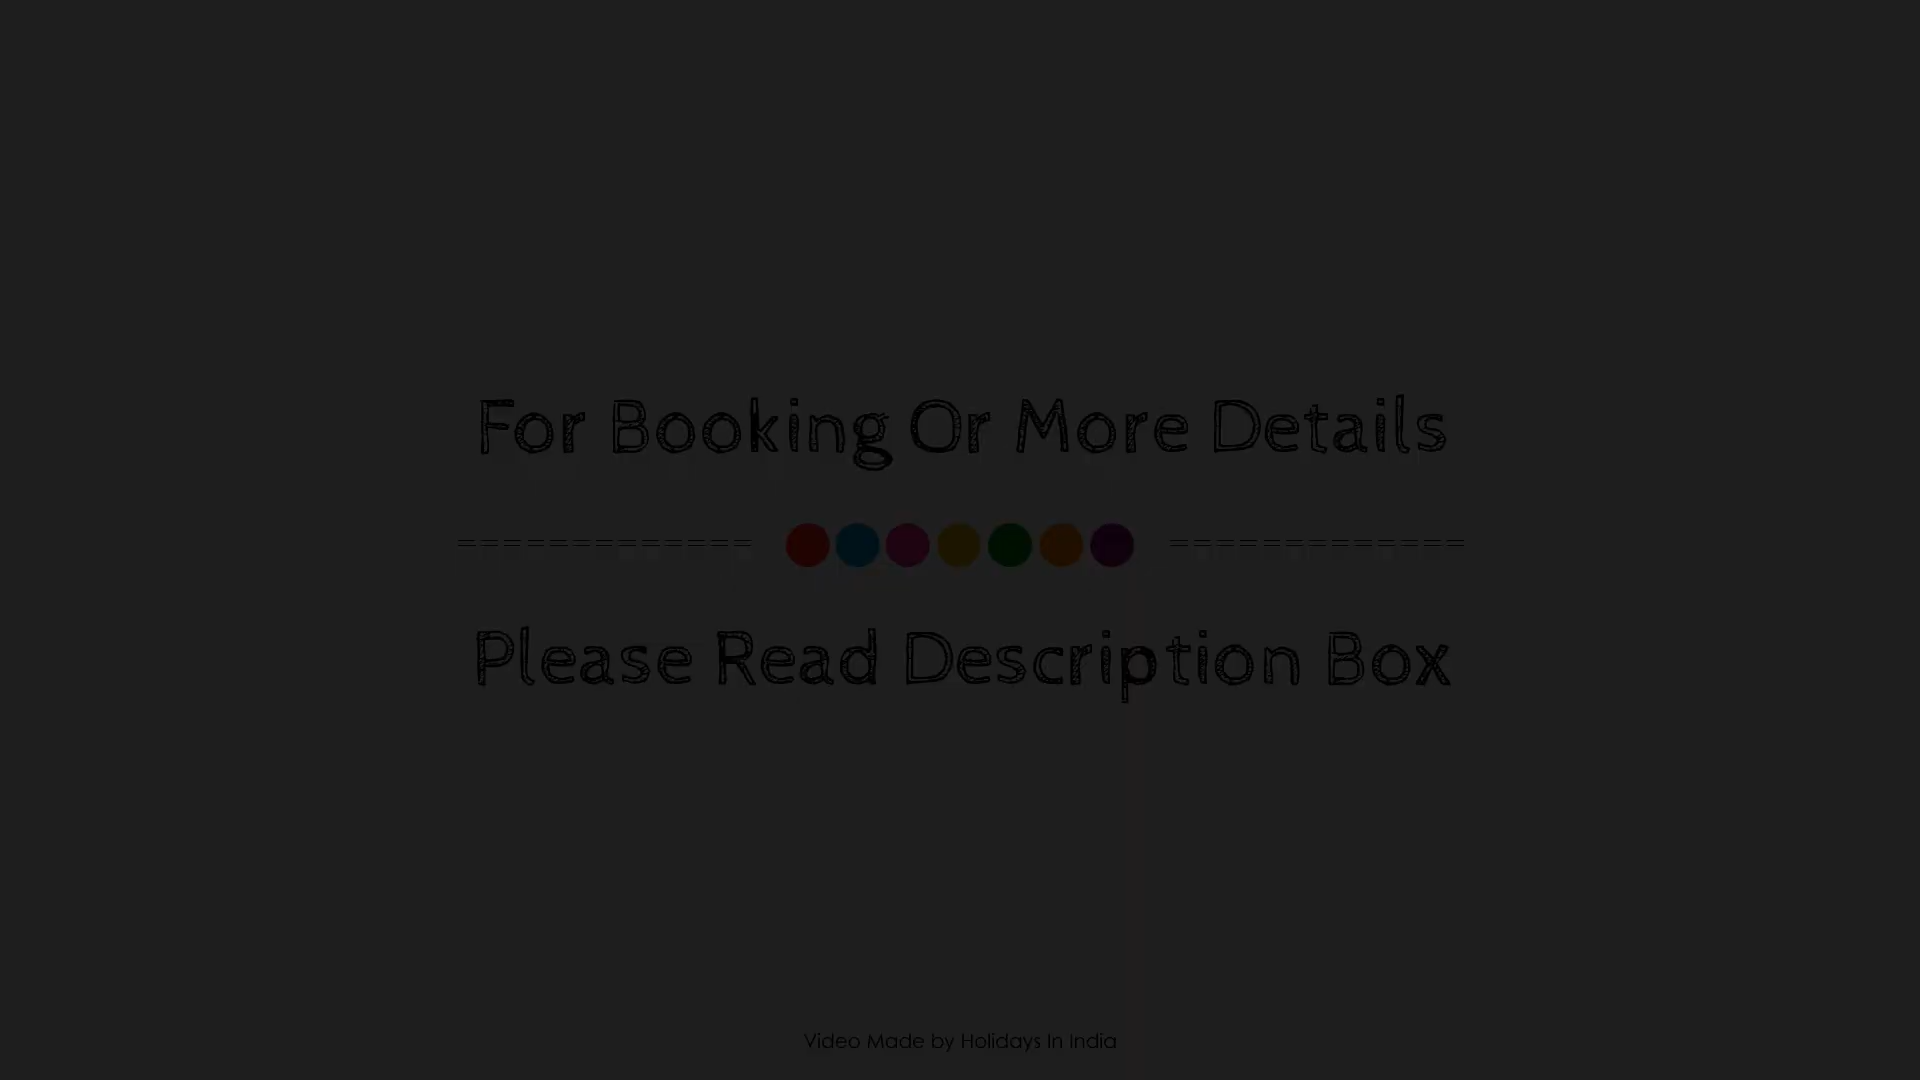 For Booking Or More Details
============= =============
Please Read Description Box
Video Made by Holidays In India